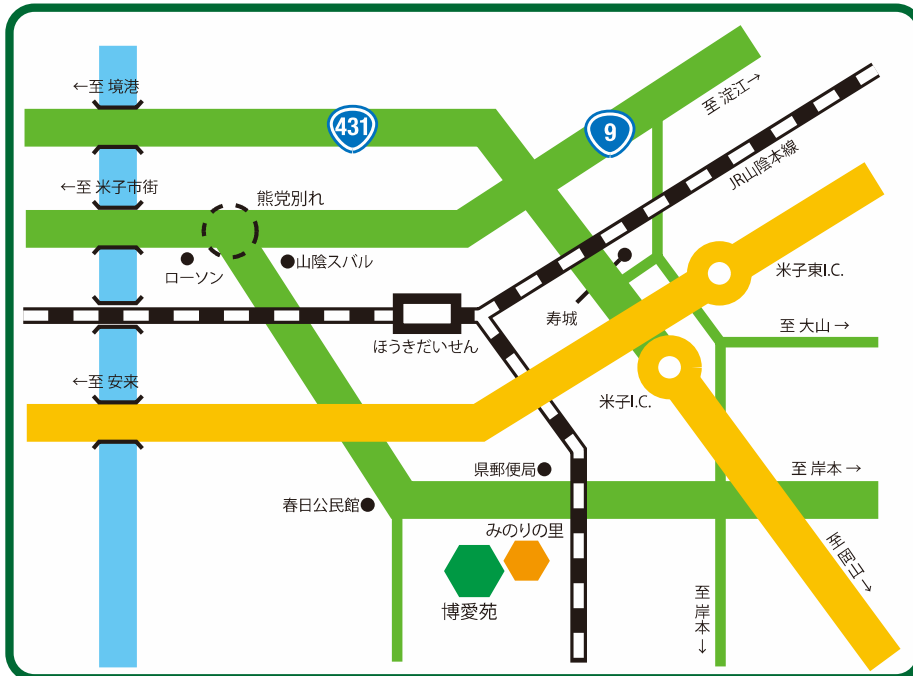 ←至 境港
431
9
至 淀江→
JR山陰本線
←至 米子市街
熊党別れ
ローソン
山陰スバル
米子東I.C.
寿城
至 大山→
ほうきだいせん
←至 安来
米子I.C.
県郵便局
至 岸本→
春日公民館
みのりの里
博愛苑
至 岡山→
至 岸本→